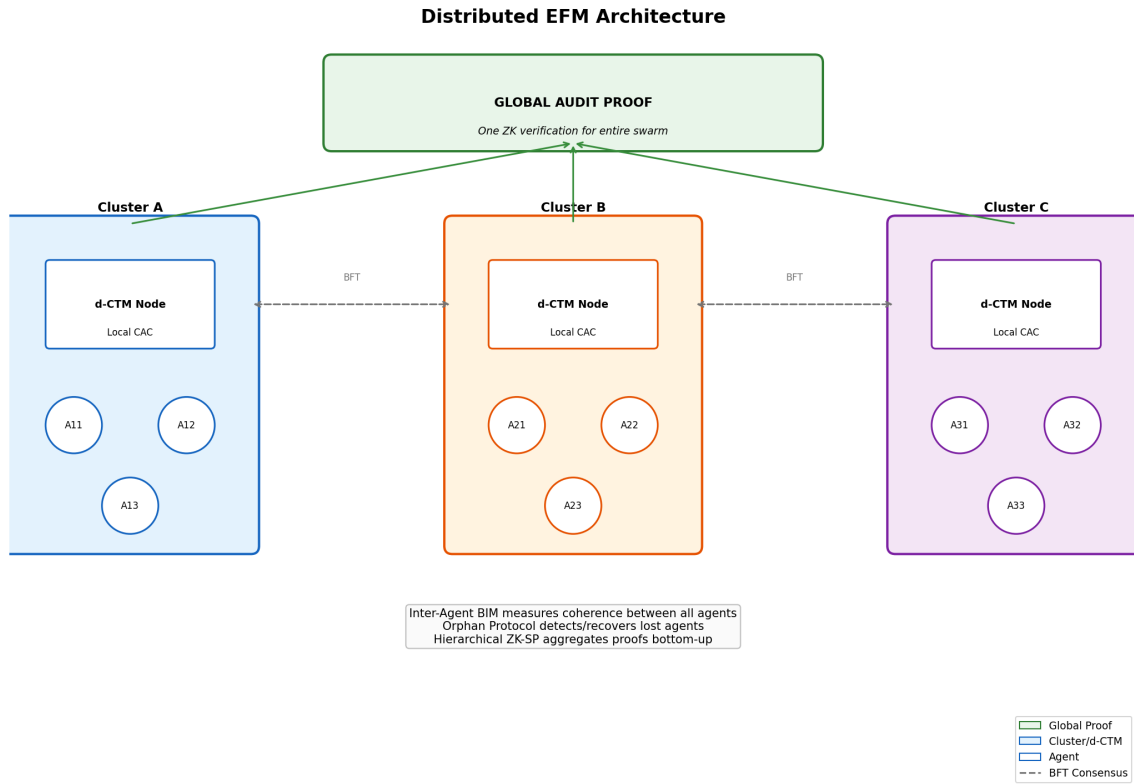 Distributed EFM Architecture
GLOBAL AUDIT PROOF
One ZK verification for entire swarm
Cluster A
Cluster B
Cluster C
BFT
BFT
d-CTM Node
Local CAC
d-CTM Node
Local CAC
d-CTM Node
Local CAC
A11
A12
A21
A22
A31
A32
A13
A23
A33
Inter-Agent BIM measures coherence between all agents
Orphan Protocol detects/recovers lost agents
Hierarchical ZK-SP aggregates proofs bottom-up
Global Proof
Cluster/d-CTM
Agent
BFT Consensus